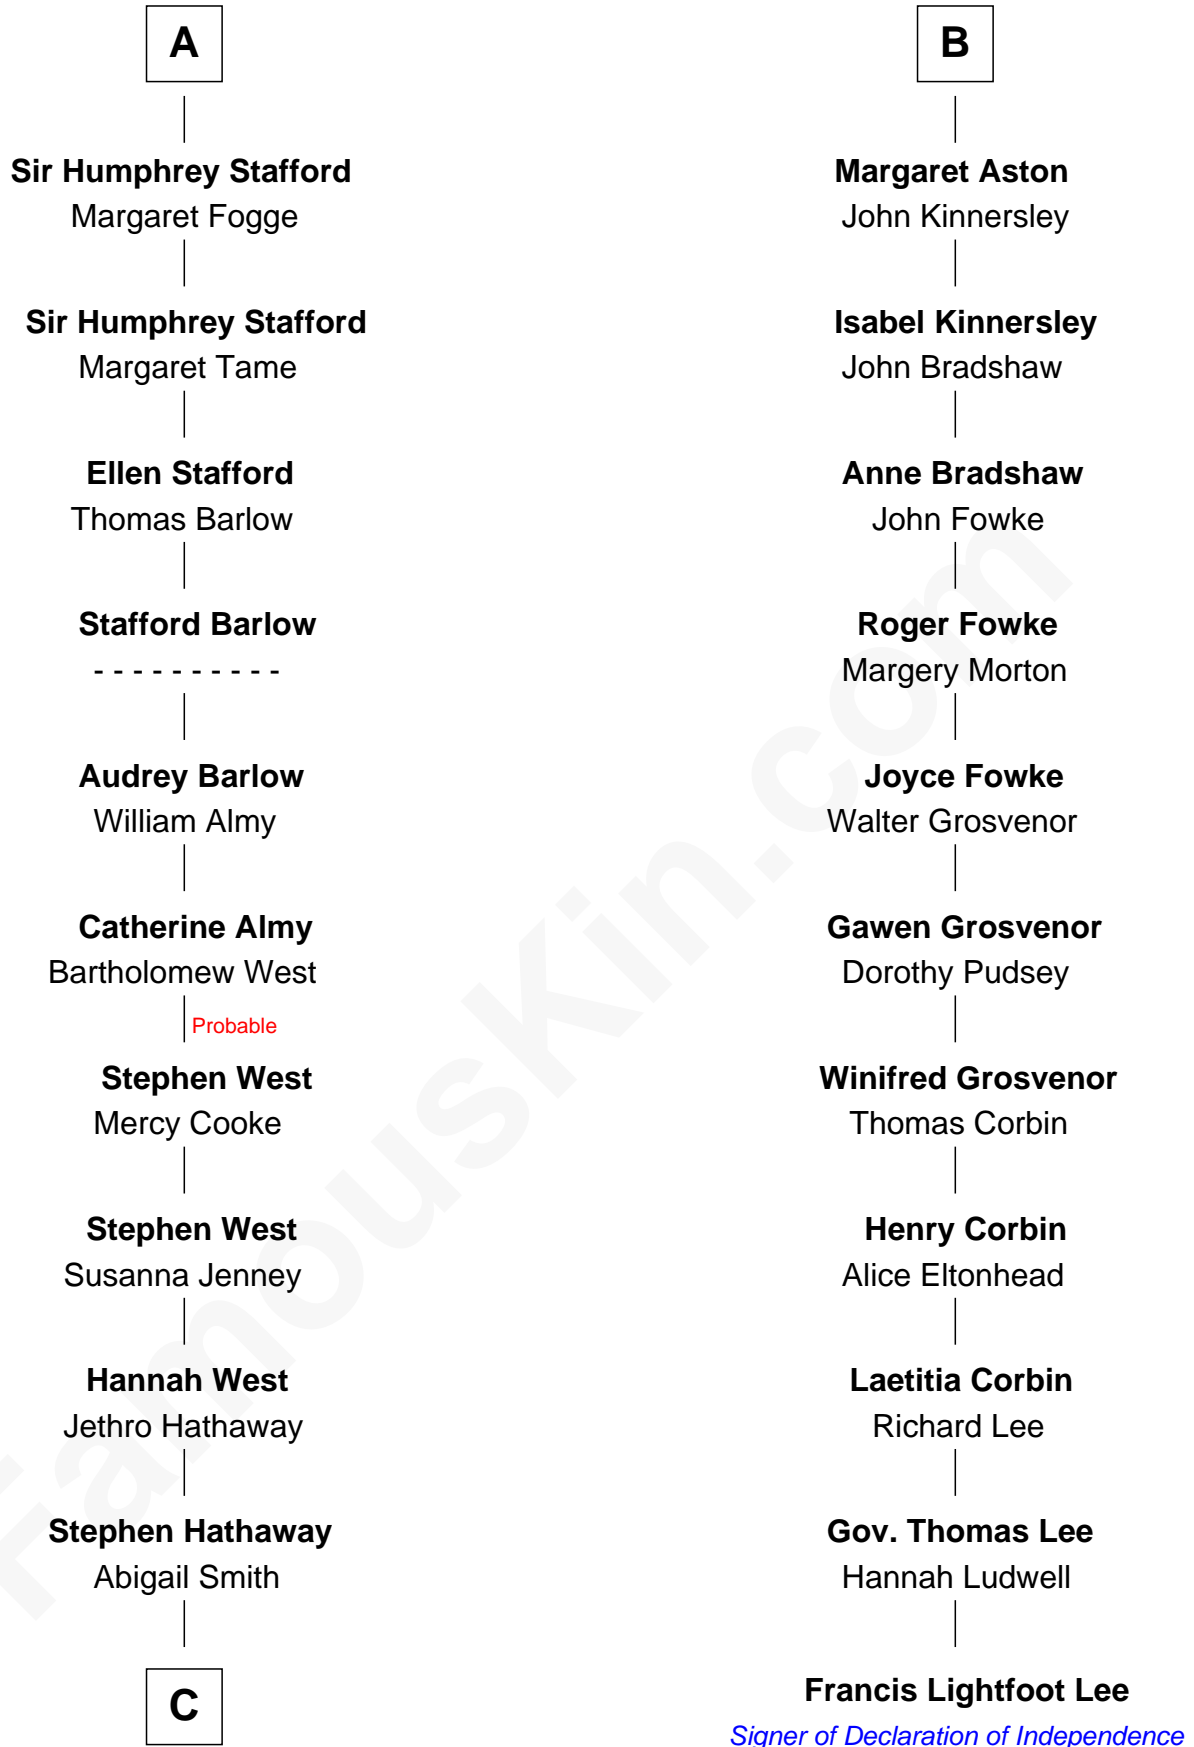 A
Sir Humphrey Stafford
Margaret Fogge
Sir Humphrey Stafford
Margaret Tame
Ellen Stafford
Thomas Barlow
Stafford Barlow
- - - - - - - - - -
Audrey Barlow
William Almy
Catherine Almy
Bartholomew West
Probable
Stephen West
Mercy Cooke
Stephen West
Susanna Jenney
Hannah West
Jethro Hathaway
Stephen Hathaway
Abigail Smith
C
B
Margaret Aston
John Kinnersley
Isabel Kinnersley
John Bradshaw
Anne Bradshaw
John Fowke
Roger Fowke
Margery Morton
Joyce Fowke
Walter Grosvenor
Gawen Grosvenor
Dorothy Pudsey
Winifred Grosvenor
Thomas Corbin
Henry Corbin
Alice Eltonhead
Laetitia Corbin
Richard Lee
Gov. Thomas Lee
Hannah Ludwell
Francis Lightfoot Lee
Signer of Declaration of Independence
FamousKin.com